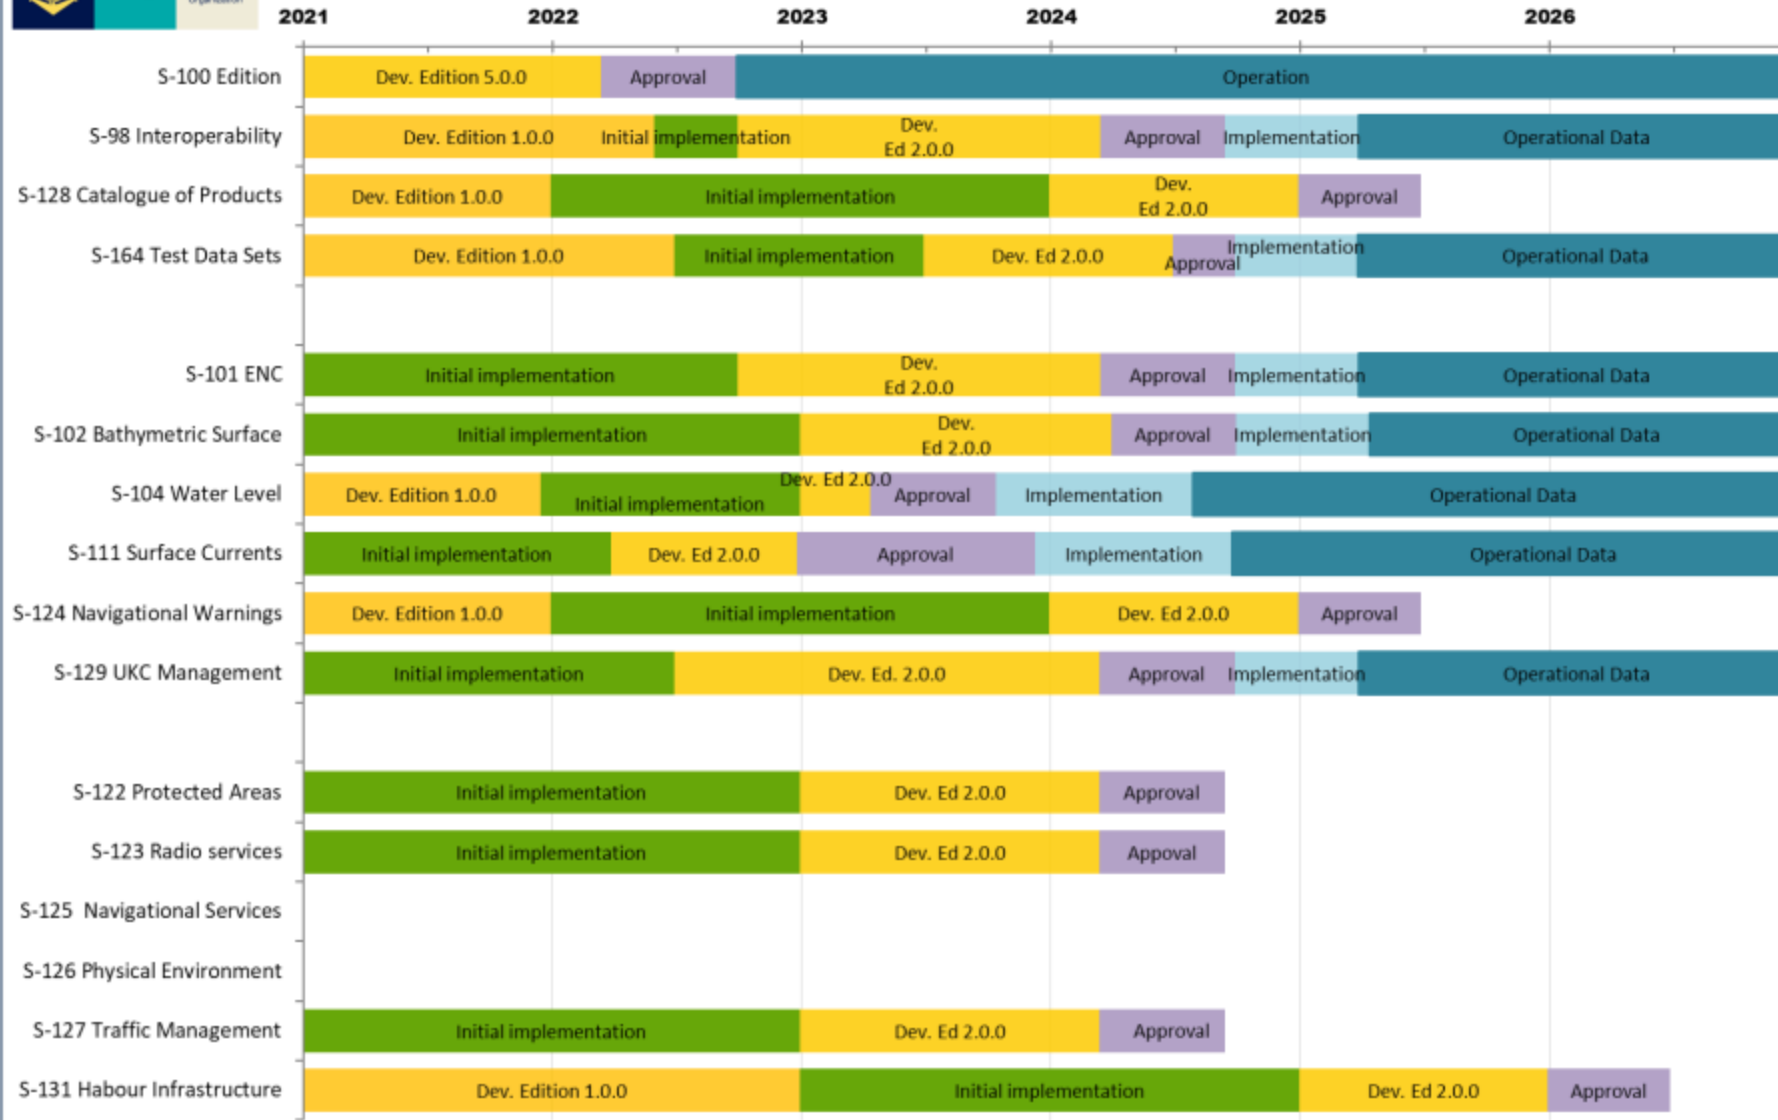 2021 2022 2023 2024 2025 2026
S-100 Edition Dev. Edition 5.0.0 Approval Operation
S-98 Interoperability Dev. Edition 1.0.0 Initial implementation Dev.
Ed 2.0.0 Approval Implementation Operational Data
S-128 Catalogue of Products Dev. Edition 1.0.0 Initial implementation Dev.
Ed 2.0.0 Approval
S-164 Test Data Sets Dev. Edition 1.0.0 Initial implementation Dev. Ed 2.0.0 Approval Implementation Operational Data
S-101 ENC Initial implementation Dev.
Ed 2.0.0 Approval Implementation Operational Data
S-102 Bathymetric Surface Initial implementation Dev.
Ed 2.0.0 Approval Implementation Operational Data
S-104 Water Level Dev. Edition 1.0.0 Initial implementation Dev. Ed 2.0.0 Approval Implementation Operational Data
S-111 Surface Currents Initial implementation Dev. Ed 2.0.0 Approval Implementation Operational Data
S-124 Navigational Warnings Dev. Edition 1.0.0 Initial implementation Dev. Ed 2.0.0 Approval
S-129 UKC Management Initial implementation Dev. Ed. 2.0.0 Approval Implementation Operational Data
S-122 Protected Areas Initial implementation Dev. Ed 2.0.0 Approval
S-123 Radio services Initial implementation Dev. Ed 2.0.0 Appoval
S-125 Navigational Services
S-126 Physical Environment
S-127 Traffic Management Initial implementation Dev. Ed 2.0.0 Approval
S-131 Habour Infrastructure Dev. Edition 1.0.0 Initial implementation Dev. Ed 2.0.0 Approval